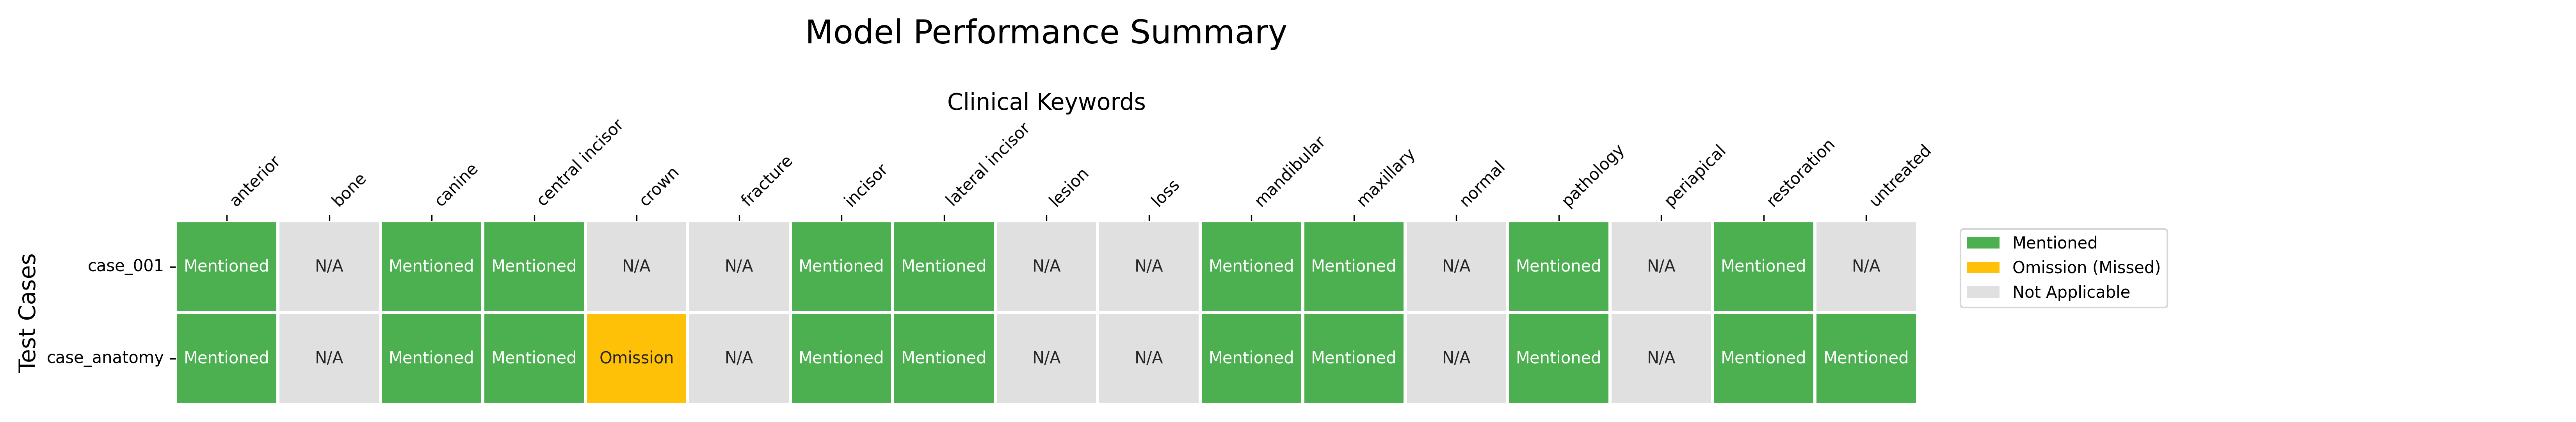 Model Performance Summary
Clinical Keywords
anterior bone canine central incisor crown fracture incisor lateral incisor lesion loss mandibular maxillary normal pathology periapical restoration untreated
Test Cases
case_001 Mentioned N/A Mentioned Mentioned N/A N/A Mentioned Mentioned N/A N/A Mentioned Mentioned N/A Mentioned N/A Mentioned N/A
case_anatomy Mentioned N/A Mentioned Mentioned Omission N/A Mentioned Mentioned N/A N/A Mentioned Mentioned N/A Mentioned N/A Mentioned Mentioned
Mentioned
Omission (Missed)
Not Applicable